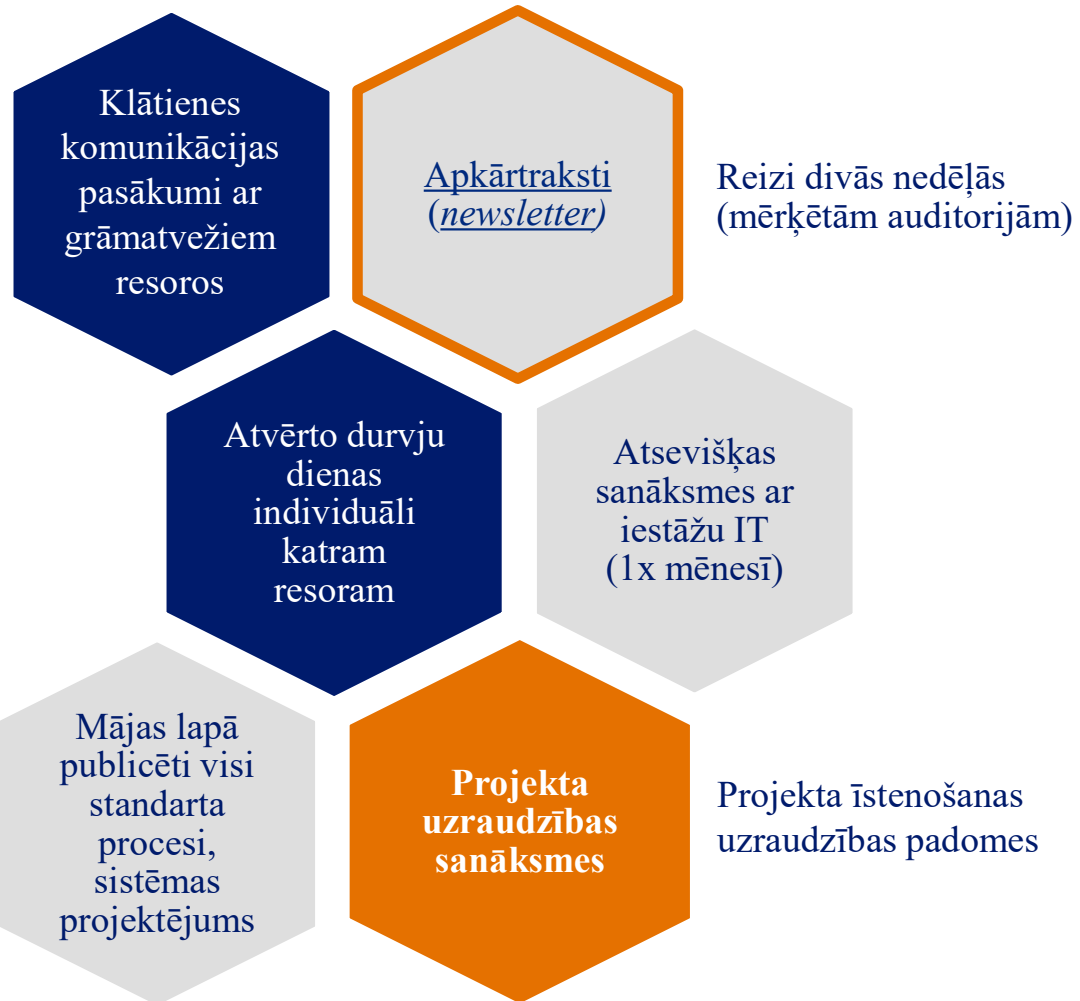 Klātienes
komunikācijas
pasākumi ar
grāmatvežiem
resoros
Apkārtraksti
(newsletter)
Reizi divās nedēļās
(mērķētām auditorijām)
Atvērto durvju
dienas
individuāli
katram
resoram
Atsevišķas
sanāksmes ar
iestāžu IT
(1x mēnesī)
Mājas lapā
publicēti visi
standarta
procesi,
sistēmas
projektējums
Projekta
uzraudzības
sanāksmes
Projekta īstenošanas
uzraudzības padomes